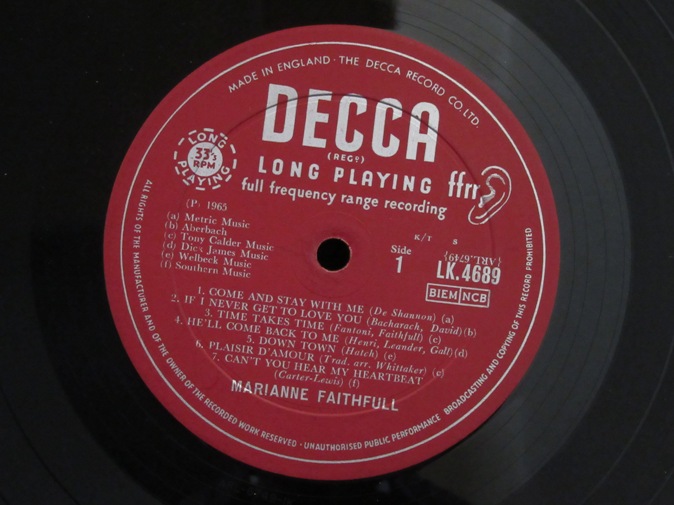 MADE IN ENGLAND · THE DECCA RECORD CO. LTD.
DECCA
(REGD)
LONG PLAYING ffrr
full frequency range recording
LONG
33⅓
RPM
PLAYING
(P) 1965
(a) Metric Music
(b) Aberbach
(c) Tony Calder Music
(d) Dick James Music
(e) Welbeck Music
(f) Southern Music
K/T S
(ARL.6749)
Side
1
LK.4689
BIEM NCB
1. COME AND STAY WITH ME (De Shannon) (a)
2. IF I NEVER GET TO LOVE YOU (Bacharach, David) (b)
3. TIME TAKES TIME (Fantoni, Faithfull) (c)
4. HE'LL COME BACK TO ME (Henri, Leander, Gall) (d)
5. DOWN TOWN (Hatch) (e)
6. PLAISIR D'AMOUR (Trad. arr. Whittaker) (c)
7. CAN'T YOU HEAR MY HEARTBEAT
(Carter-Lewis) (f)
MARIANNE FAITHFULL
ALL RIGHTS OF THE MANUFACTURER AND OF THE OWNER OF THE RECORDED WORK RESERVED · UNAUTHORISED PUBLIC PERFORMANCE BROADCASTING AND COPYING OF THIS RECORD PROHIBITED